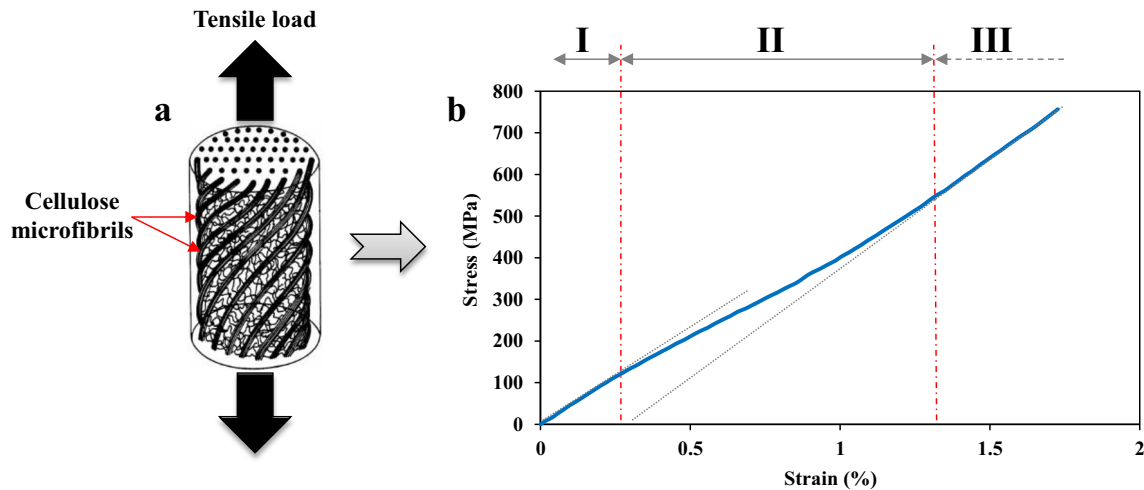 Tensile load
a
Cellulose
microfibrils
b
I
II
III
Stress (MPa)
800
700
600
500
400
300
200
100
0
0
0.5
1
1.5
2
Strain (%)